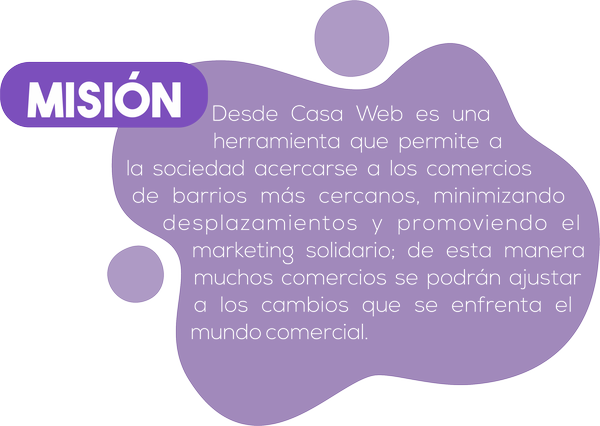 MISIÓN
Desde Casa Web es una
herramienta que permite a
la sociedad acercarse a los comercios
de barrios más cercanos, minimizando
desplazamientos y promoviendo el
marketing solidario; de esta manera
muchos comercios se podrán ajustar
a los cambios que se enfrenta el
mundo comercial.